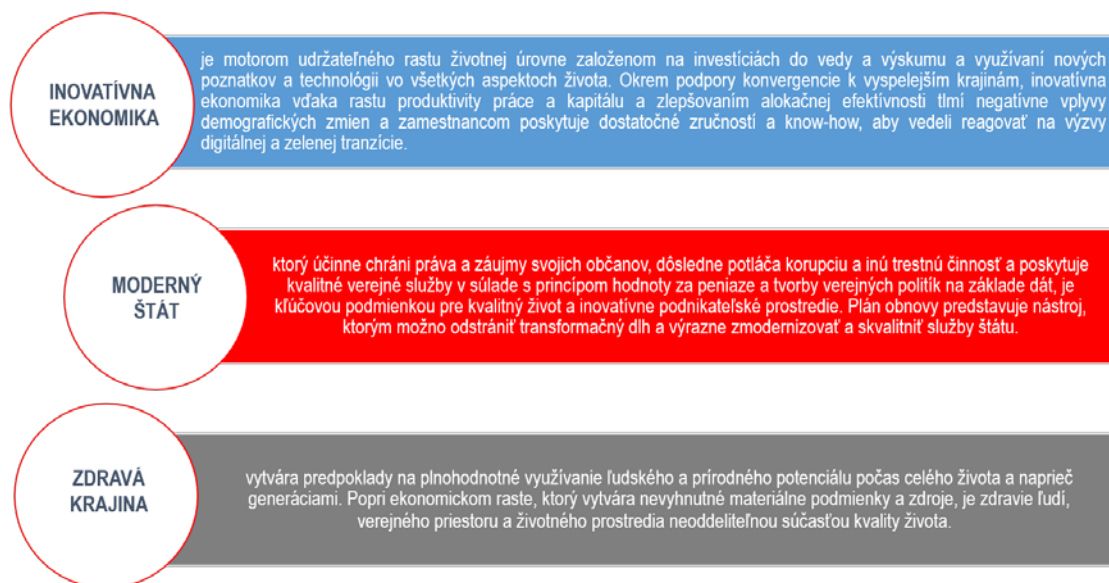 INOVATÍVNA
EKONOMIKA
je motorom udržateľného rastu životnej úrovne založenom na investíciách do vedy a výskumu a využívaní nových
poznatkov a technológii vo všetkých aspektoch života. Okrem podpory konvergencie k vyspelejším krajinám, inovatívna
ekonomika vďaka rastu produktivity práce a kapitálu a zlepšovaním alokačnej efektívnosti tlmí negatívne vplyvy
demografických zmien a zamestnancom poskytuje dostatočné zručností a know-how, aby vedeli reagovať na výzvy
digitálnej a zelenej tranzície.
MODERNÝ
ŠTÁT
ktorý účinne chráni práva a záujmy svojich občanov, dôsledne potláča korupciu a inú trestnú činnosť a poskytuje
kvalitné verejné služby v súlade s princípom hodnoty za peniaze a tvorby verejných politík na základe dát, je
kľúčovou podmienkou pre kvalitný život a inovatívne podnikateľské prostredie. Plán obnovy predstavuje nástroj,
ktorým možno odstrániť transformačný dlh a výrazne zmodernizovať a skvalitniť služby štátu.
ZDRAVÁ
KRAJINA
vytvára predpoklady na plnohodnotné využívanie ľudského a prírodného potenciálu počas celého života a naprieč
generáciami. Popri ekonomickom raste, ktorý vytvára nevyhnutné materiálne podmienky a zdroje, je zdravie ľudí,
verejného priestoru a životného prostredia neoddeliteľnou súčasťou kvality života.